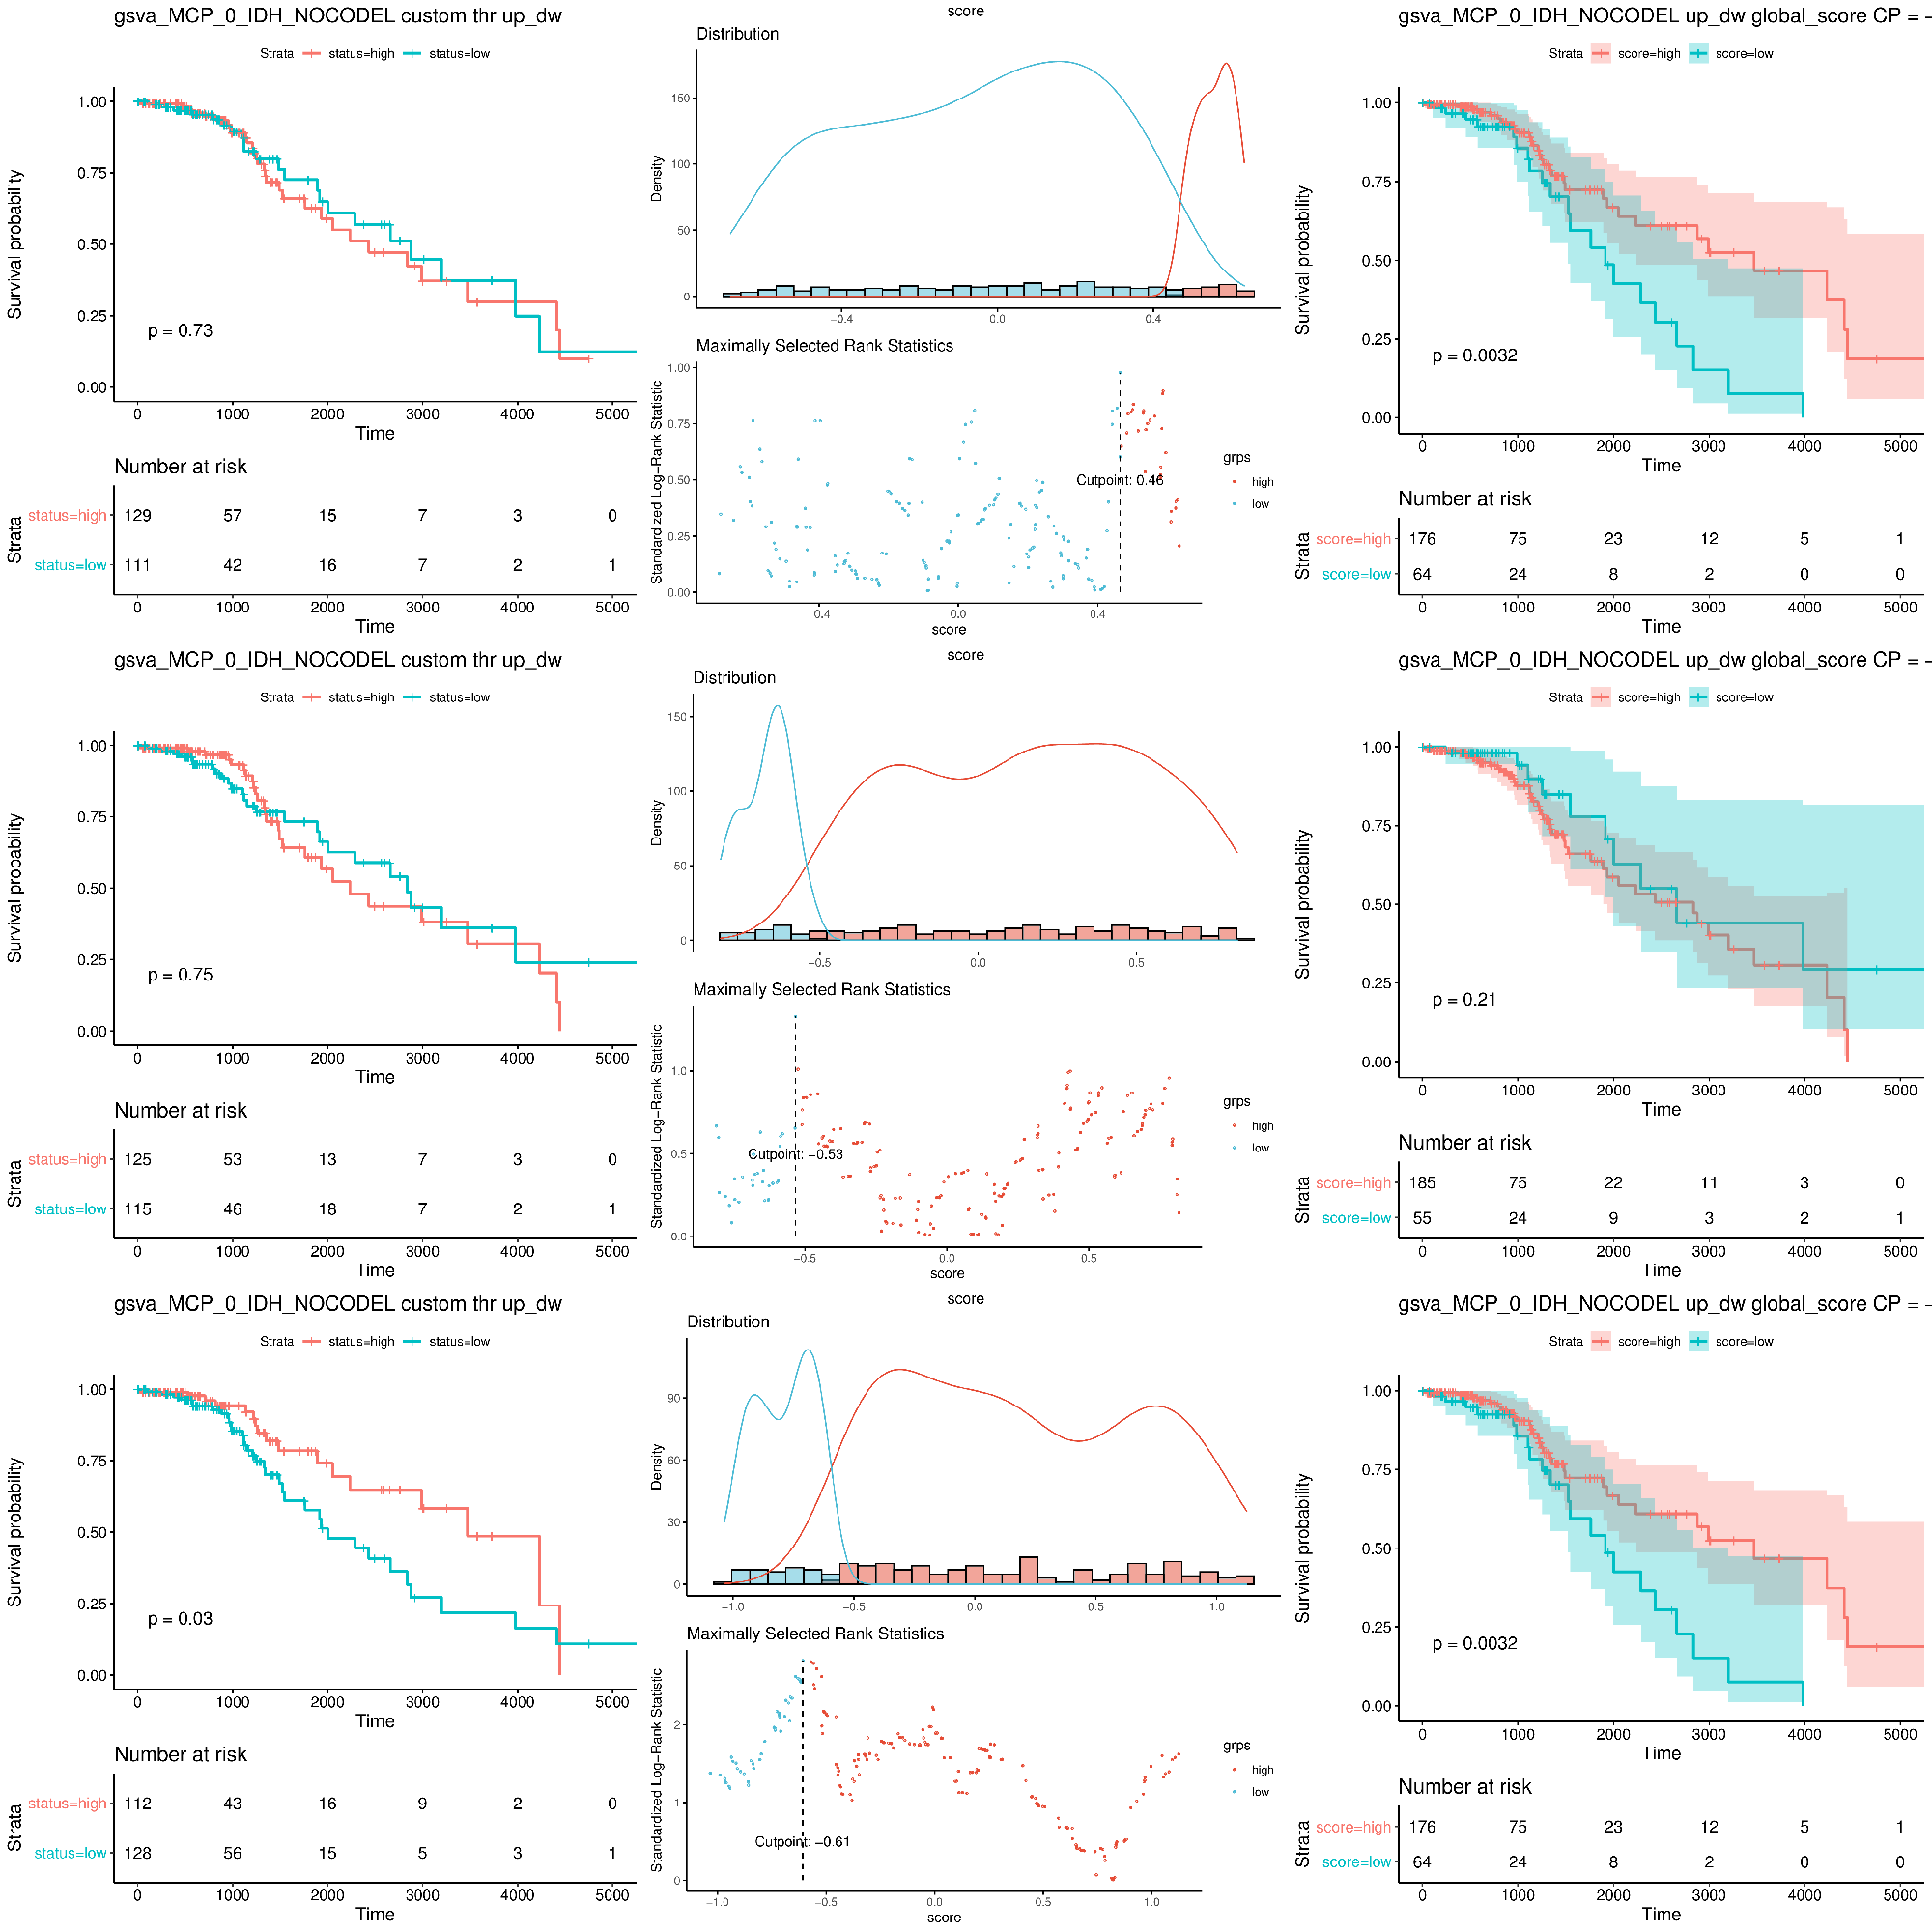 gsva_MCP_0_IDH_NOCODEL custom thr up_dw
Strata status=high status=low
Survival probability
1.00
0.75
0.50
0.25
0.00
p = 0.73
0 1000 2000 3000 4000 5000
Time
Number at risk
Strata
status=high 129 57 15 7 3 0
status=low 111 42 16 7 2 1
0 1000 2000 3000 4000 5000
Time
score
Distribution
Density
150
100
50
0
−0.4 0.0 0.4
Maximally Selected Rank Statistics
Standardized Log−Rank Statistic
1.00
0.75
0.50
0.25
0.00
Cutpoint: 0.46
grps
high
low
0.4 0.0 0.4
score
gsva_MCP_0_IDH_NOCODEL up_dw global_score CP = −
Strata score=high score=low
Survival probability
1.00
0.75
0.50
0.25
0.00
p = 0.0032
0 1000 2000 3000 4000 5000
Time
Number at risk
Strata
score=high 176 75 23 12 5 1
score=low 64 24 8 2 0 0
0 1000 2000 3000 4000 5000
Time
gsva_MCP_0_IDH_NOCODEL custom thr up_dw
Strata status=high status=low
Survival probability
1.00
0.75
0.50
0.25
0.00
p = 0.75
0 1000 2000 3000 4000 5000
Time
Number at risk
Strata
status=high 125 53 13 7 3 0
status=low 115 46 18 7 2 1
0 1000 2000 3000 4000 5000
Time
score
Distribution
Density
150
100
50
0
−0.5 0.0 0.5
Maximally Selected Rank Statistics
Standardized Log−Rank Statistic
1.0
0.5
0.0
Cutpoint: −0.53
grps
high
low
−0.5 0.0 0.5
score
gsva_MCP_0_IDH_NOCODEL up_dw global_score CP = −
Strata score=high score=low
Survival probability
1.00
0.75
0.50
0.25
0.00
p = 0.21
0 1000 2000 3000 4000 5000
Time
Number at risk
Strata
score=high 185 75 22 11 3 0
score=low 55 24 9 3 2 1
0 1000 2000 3000 4000 5000
Time
gsva_MCP_0_IDH_NOCODEL custom thr up_dw
Strata status=high status=low
Survival probability
1.00
0.75
0.50
0.25
0.00
p = 0.03
0 1000 2000 3000 4000 5000
Time
Number at risk
Strata
status=high 112 43 16 9 2 0
status=low 128 56 15 5 3 1
0 1000 2000 3000 4000 5000
Time
score
Distribution
Density
90
60
30
0
−1.0 −0.5 0.0 0.5 1.0
Maximally Selected Rank Statistics
Standardized Log−Rank Statistic
2
1
0
Cutpoint: −0.61
grps
high
low
−1.0 −0.5 0.0 0.5 1.0
score
gsva_MCP_0_IDH_NOCODEL up_dw global_score CP = −
Strata score=high score=low
Survival probability
1.00
0.75
0.50
0.25
0.00
p = 0.0032
0 1000 2000 3000 4000 5000
Time
Number at risk
Strata
score=high 176 75 23 12 5 1
score=low 64 24 8 2 0 0
0 1000 2000 3000 4000 5000
Time